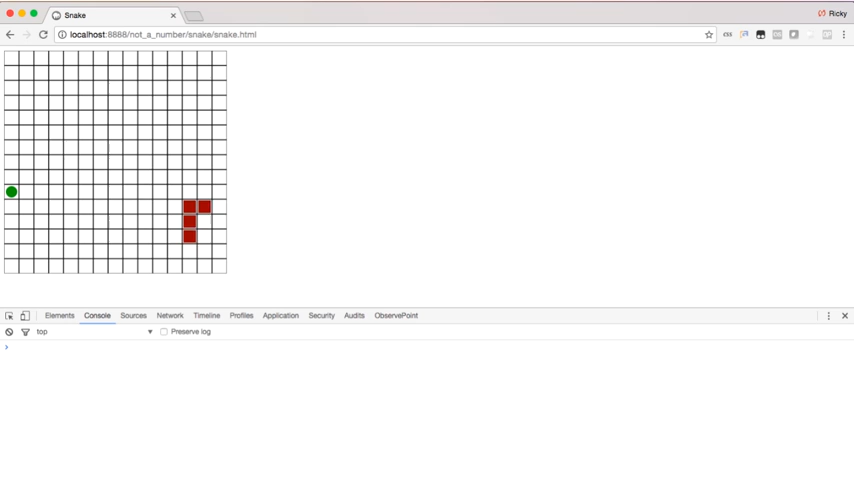 Snake
Ricky
localhost:8888/not_a_number/snake/snake.html
css
Elements Console Sources Network Timeline Profiles Application Security Audits ObservePoint
top Preserve log